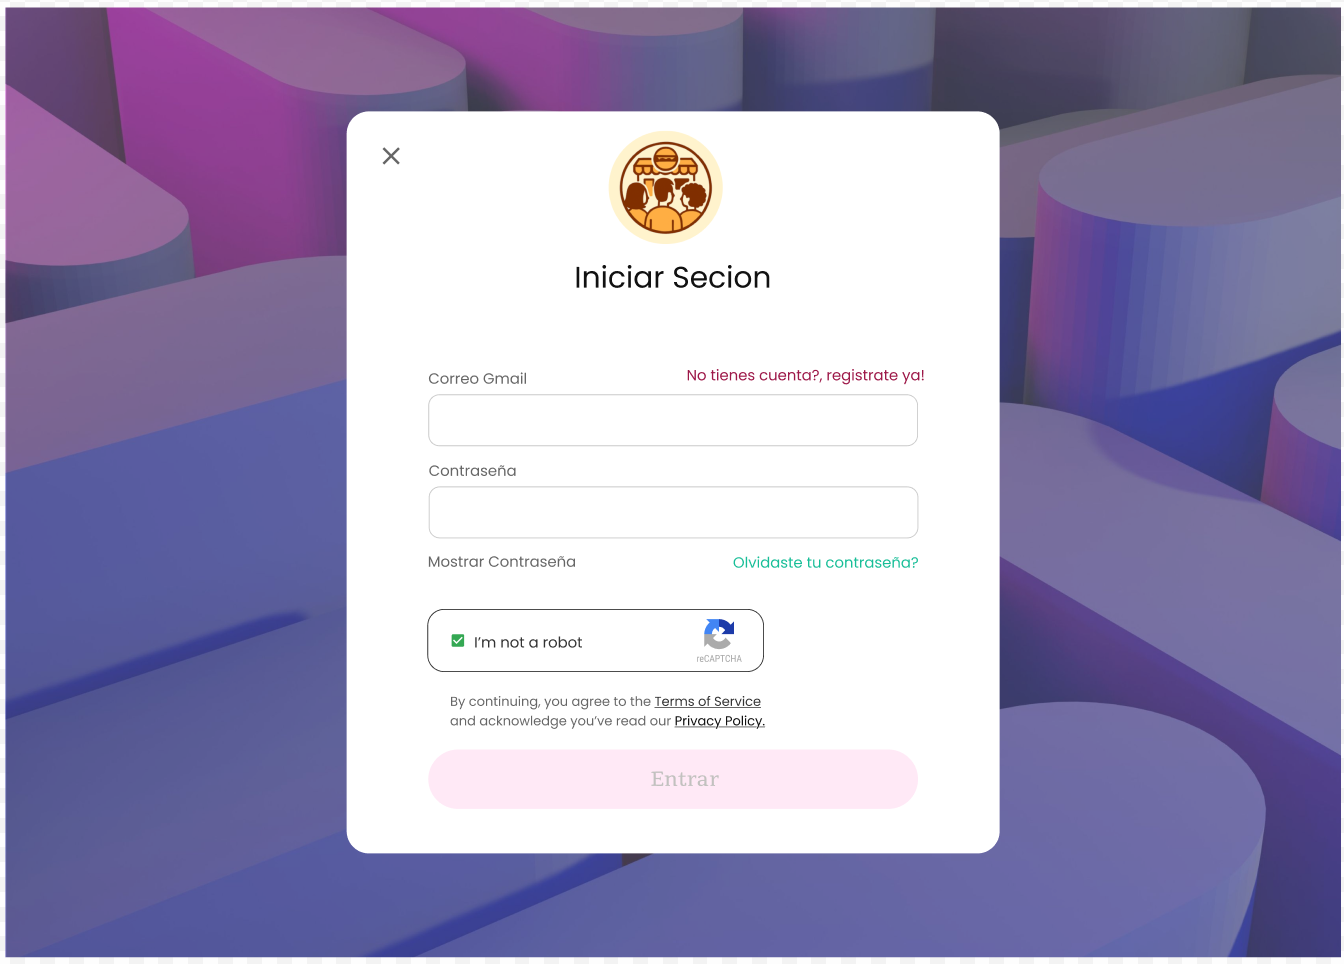 Iniciar Secion
Correo Gmail
No tienes cuenta?, registrate ya!
Contraseña
Mostrar Contraseña
Olvidaste tu contraseña?
I'm not a robot
reCAPTCHA
By continuing, you agree to the Terms of Service
and acknowledge you've read our Privacy Policy.
Entrar